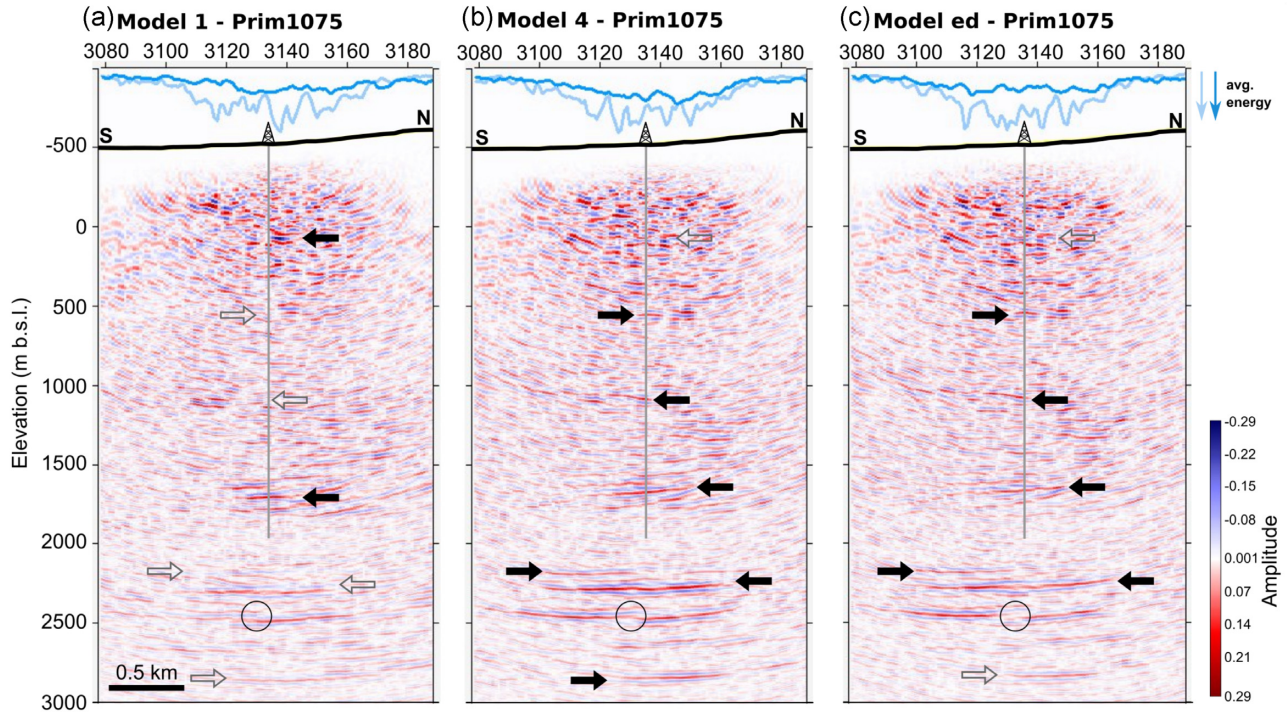 (a) Model 1 - Prim1075
(b) Model 4 - Prim1075
(c) Model ed - Prim1075
3080 3100 3120 3140 3160 3180
3080 3100 3120 3140 3160 3180
3080 3100 3120 3140 3160 3180
avg.
energy
S N
S N
S N
Elevation (m b.s.l.)
-500
0
500
1000
1500
2000
2500
3000
0.5 km
Amplitude
-0.29
-0.22
-0.15
-0.08
0.001
0.07
0.14
0.21
0.29